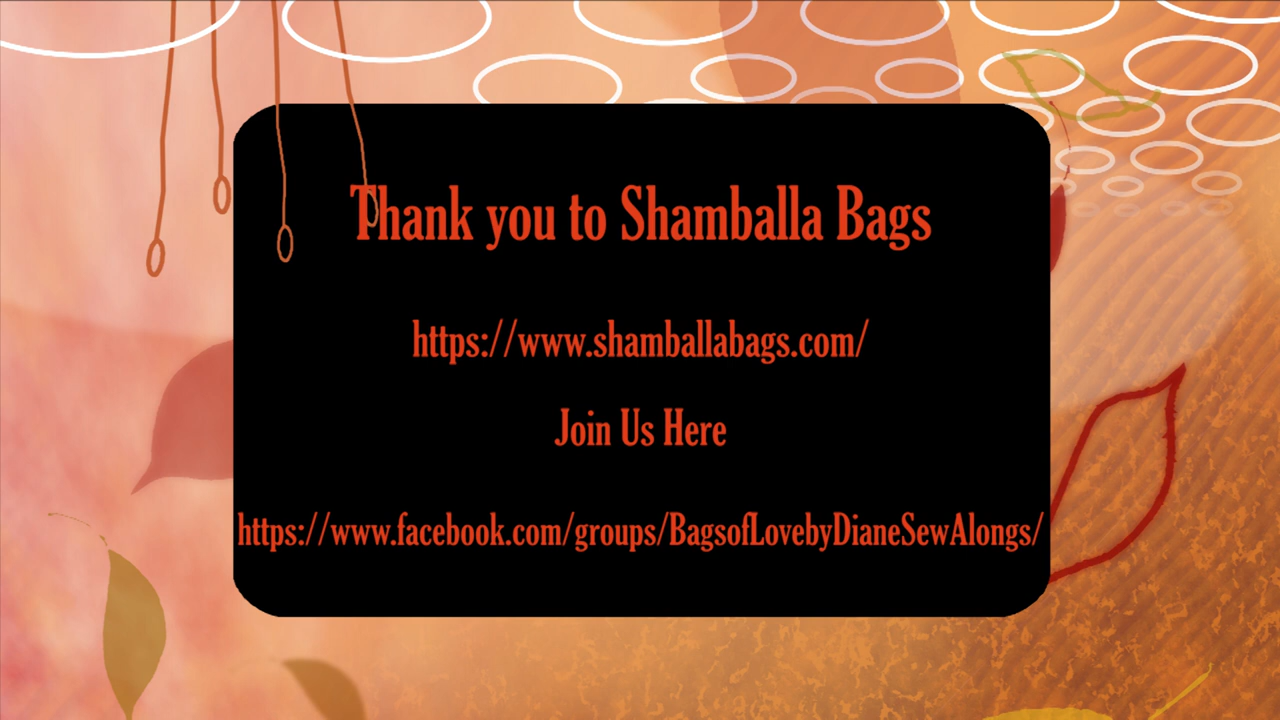 Thank you to Shamballa Bags
https://www.shamballabags.com/
Join Us Here
https://www.facebook.com/groups/BagsofLovebyDianeSewAlongs/